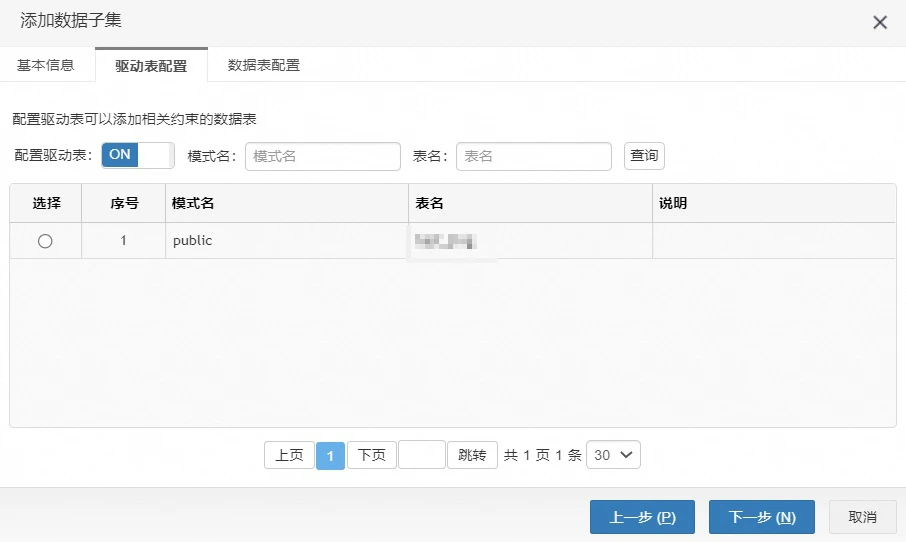 添加数据子集
基本信息 驱动表配置 数据表配置
配置驱动表可以添加相关约束的数据表
配置驱动表: ON 模式名: 模式名 表名: 表名 查询
选择 序号 模式名 表名 说明
1 public
上页 1 下页 跳转 共 1 页 1 条 30
上一步 (P) 下一步 (N) 取消